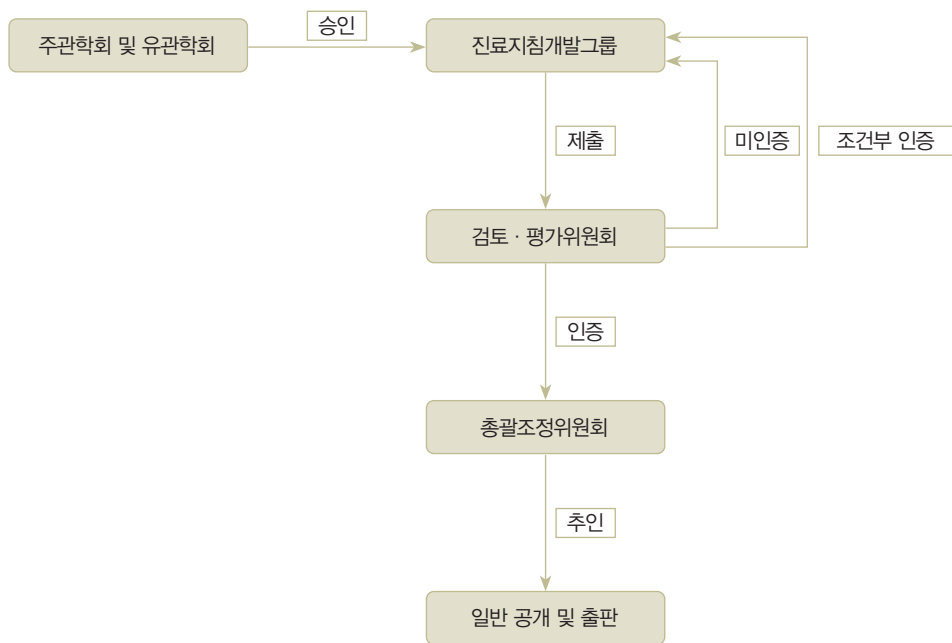 주관학회 및 유관학회
승인
진료지침개발그룹
제출
미인증
조건부 인증
검토 · 평가위원회
인증
총괄조정위원회
추인
일반 공개 및 출판